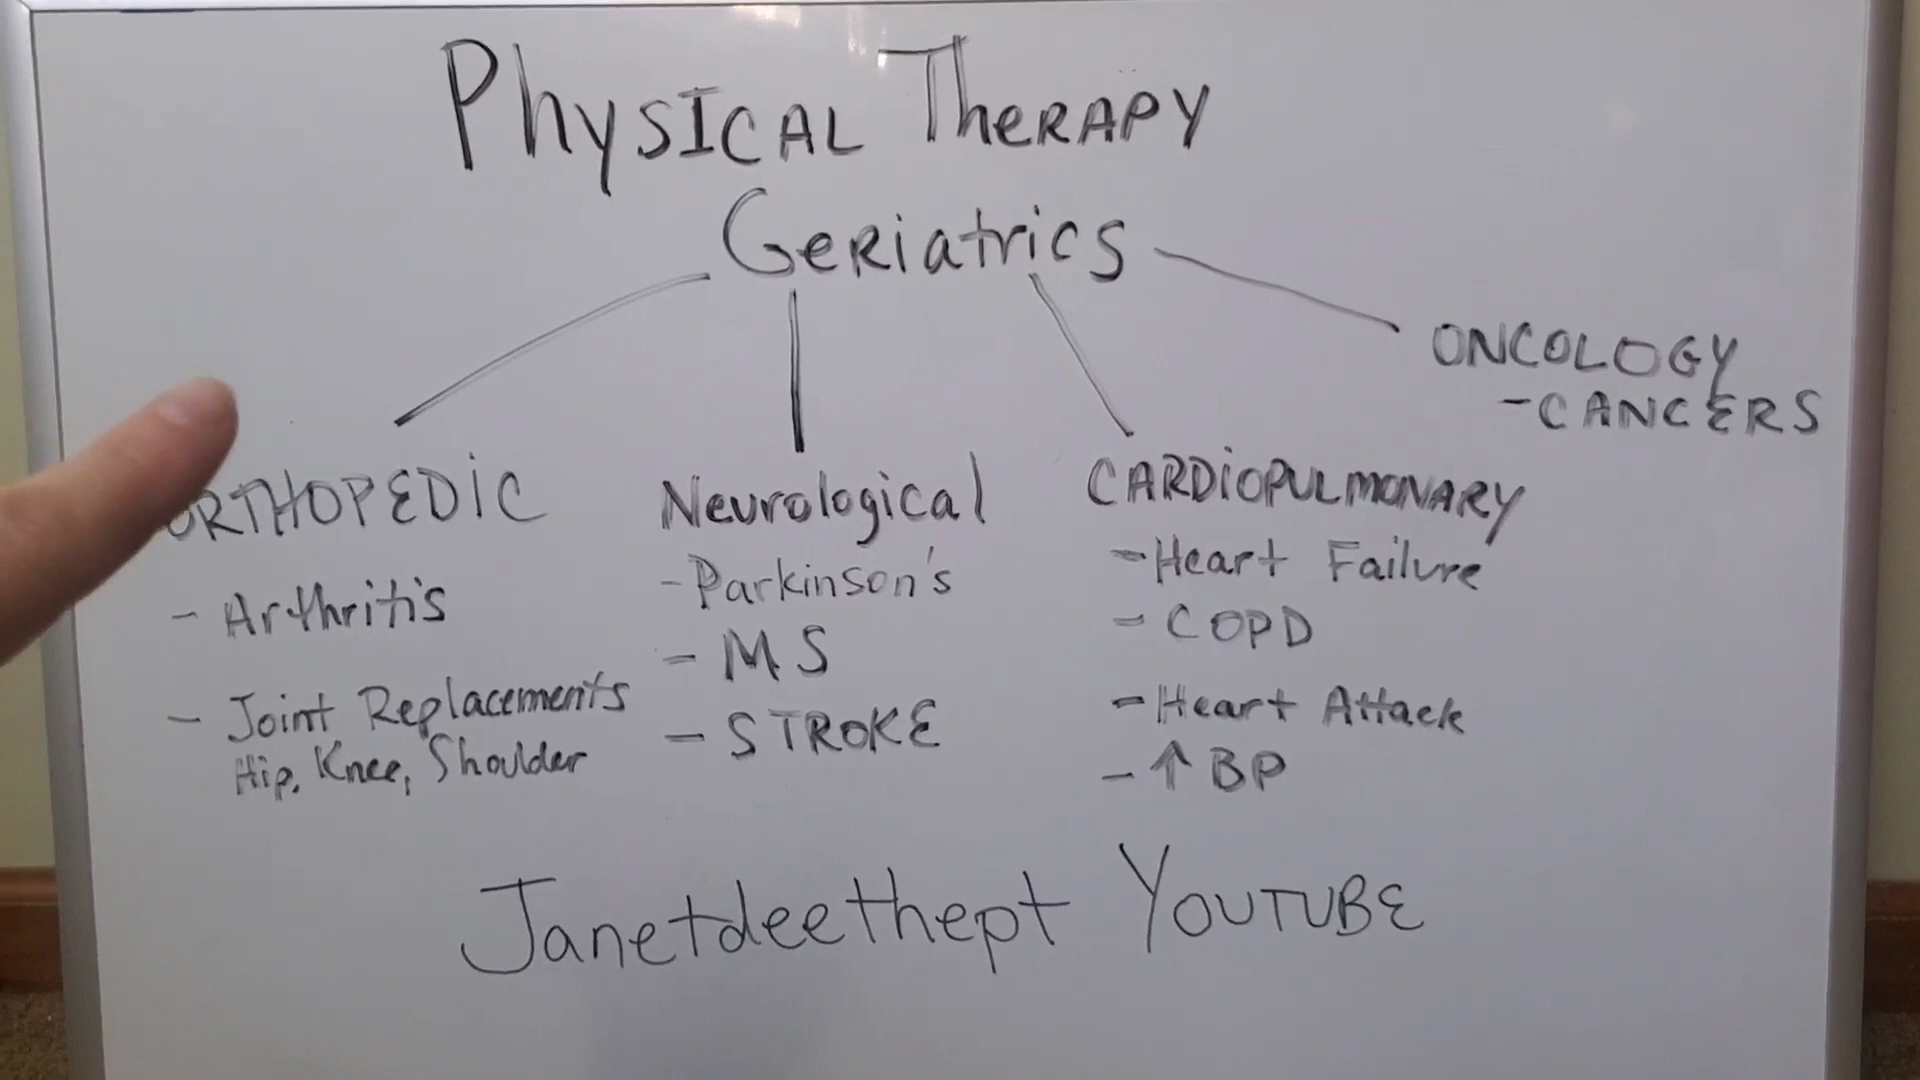 PhysICAL TheRAPY
GeRiatrics
ONCOLOGY
-CANCERS
ORTHOPEDIC
- Arthritis
- Joint Replacements
Hip, Knee, Shoulder
Neurological
- Parkinson's
- MS
- STROKE
CARDIOPULMONARY
- Heart Failure
- COPD
- Heart Attack
- ↑ BP
Janetdeethept YOUTUBE